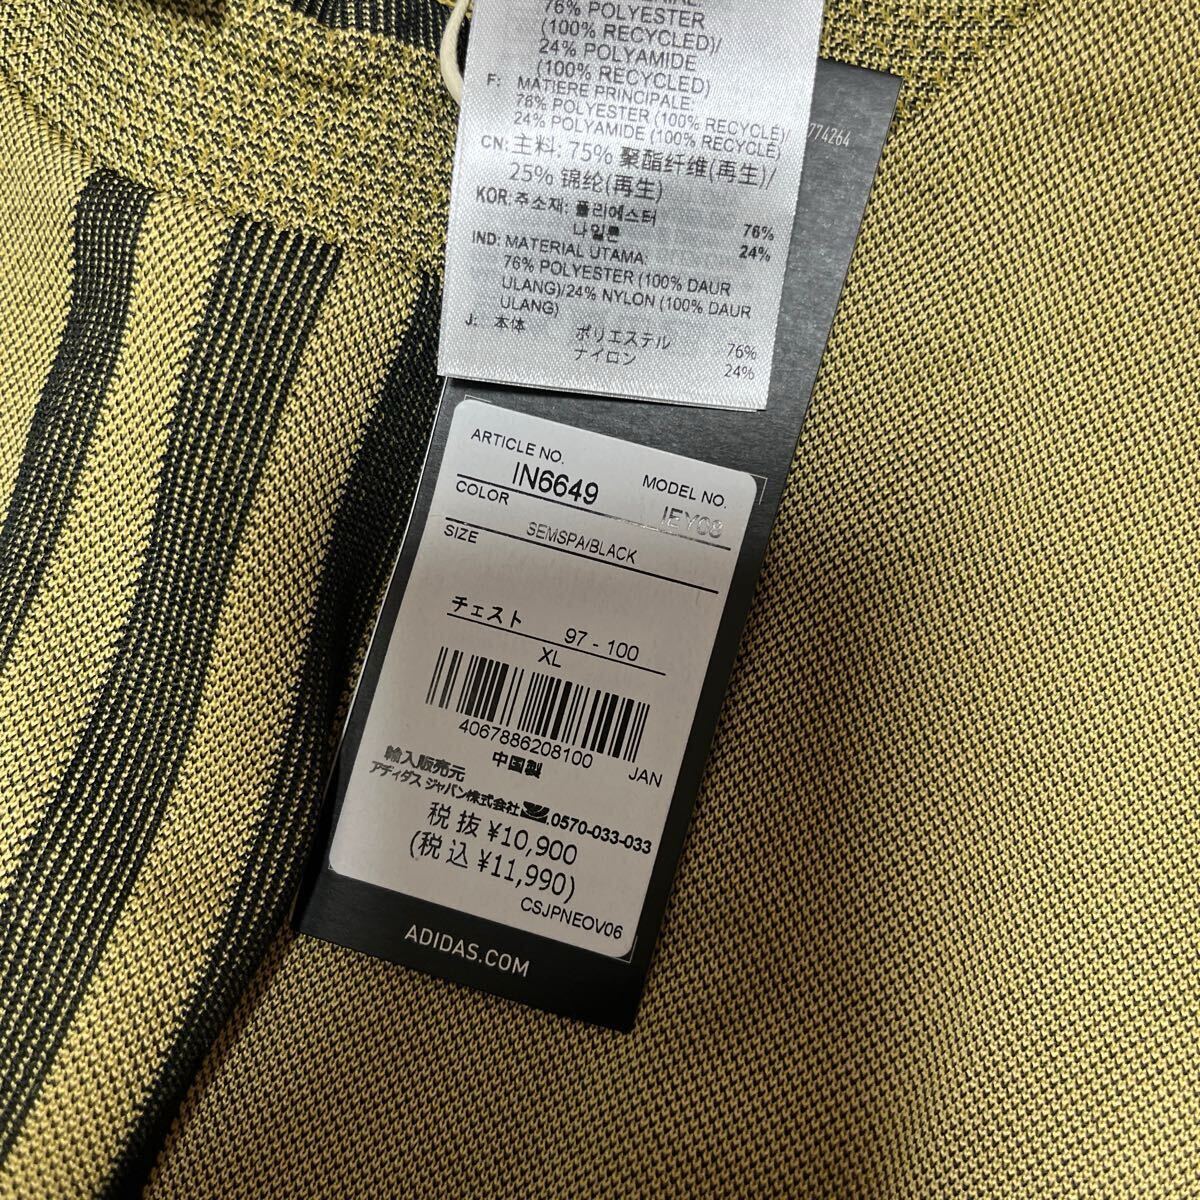 76% POLYESTER
(100% RECYCLED)/
24% POLYAMIDE
(100% RECYCLED)
F: MATIERE PRINCIPALE:
76% POLYESTER (100% RECYCLE)/
24% POLYAMIDE (100% RECYCLE)
CN: 主料: 75% 聚酯纤维(再生)/
25% 锦纶(再生)
KOR: 주소재: 폴리에스터 76%
나일론 24%
IND: MATERIAL UTAMA:
76% POLYESTER (100% DAUR
ULANG)/24% NYLON (100% DAUR
ULANG)
J: 本体 ポリエステル 76%
ナイロン 24%
774264
ARTICLE NO.
IN6649
MODEL NO.
IEY08
COLOR
SEMSPA/BLACK
SIZE
チェスト 97 - 100
XL
4067886208100
JAN
中国製
輸入販売元
アディダス ジャパン株式会社 0570-033-033
税 抜 ¥10,900
(税 込 ¥11,990)
CSJPNEOV06
ADIDAS.COM